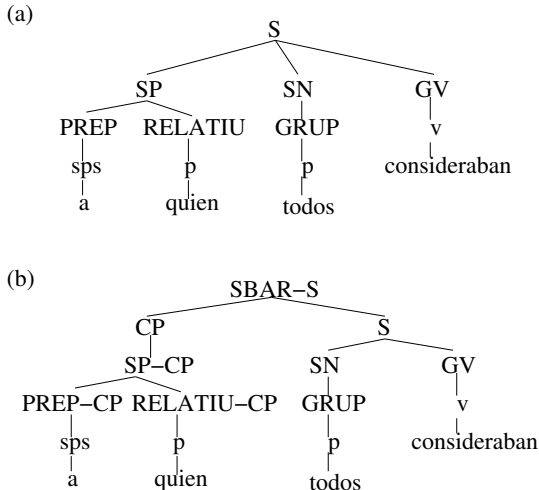 (a)
S
SP SN GV
PREP RELATIU GRUP v
sps p p consideraban
a quien todos
(b)
SBAR–S
CP S
SP–CP SN GV
PREP–CP RELATIU–CP GRUP v
sps p p consideraban
a quien todos